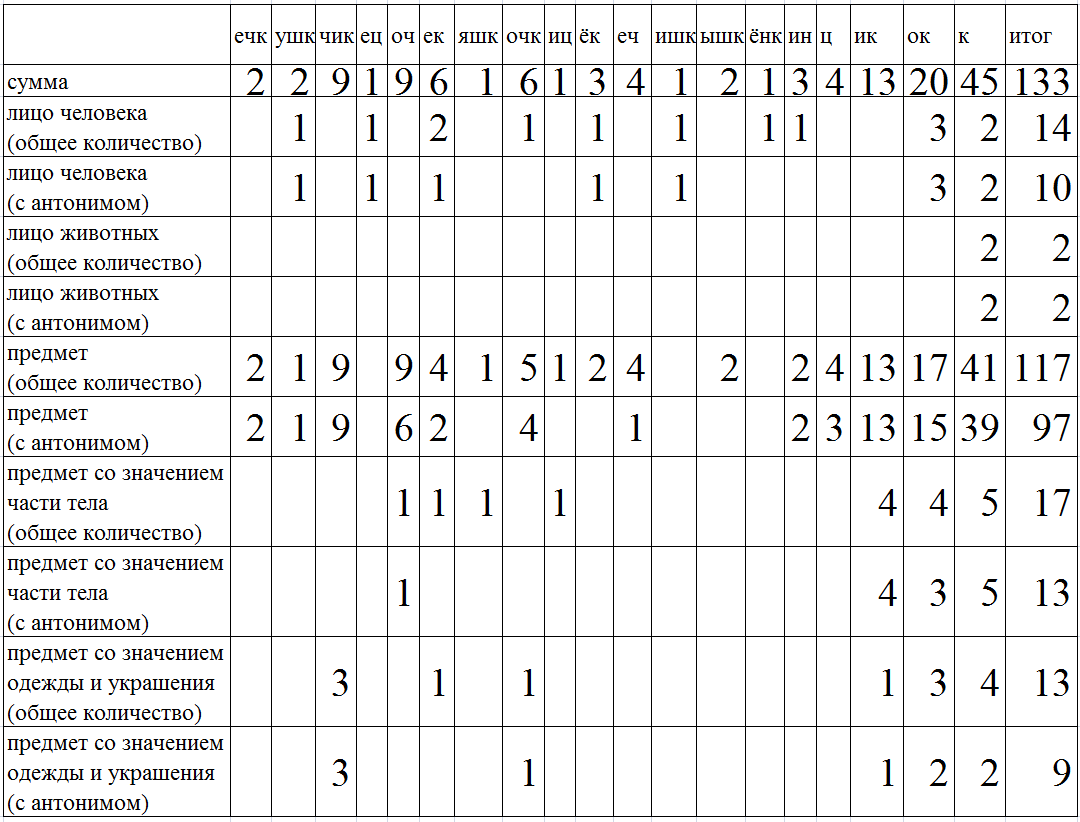 ечк ушк чик ец оч ек яшк очк иц ёк еч ишк ышк ёнк ин ц ик ок к итог
сумма 2 2 9 1 9 6 1 6 1 3 4 1 2 1 3 4 13 20 45 133
лицо человека
(общее количество) 1 1 2 1 1 1 1 1 3 2 14
лицо человека
(с антонимом) 1 1 1 1 1 3 2 10
лицо животных
(общее количество) 2 2
лицо животных
(с антонимом) 2 2
предмет
(общее количество) 2 1 9 9 4 1 5 1 2 4 2 2 4 13 17 41 117
предмет
(с антонимом) 2 1 9 6 2 4 1 2 3 13 15 39 97
предмет со значением
части тела
(общее количество) 1 1 1 1 4 4 5 17
предмет со значением
части тела
(с антонимом) 1 4 3 5 13
предмет со значением
одежды и украшения
(общее количество) 3 1 1 1 3 4 13
предмет со значением
одежды и украшения
(с антонимом) 3 1 1 2 2 9